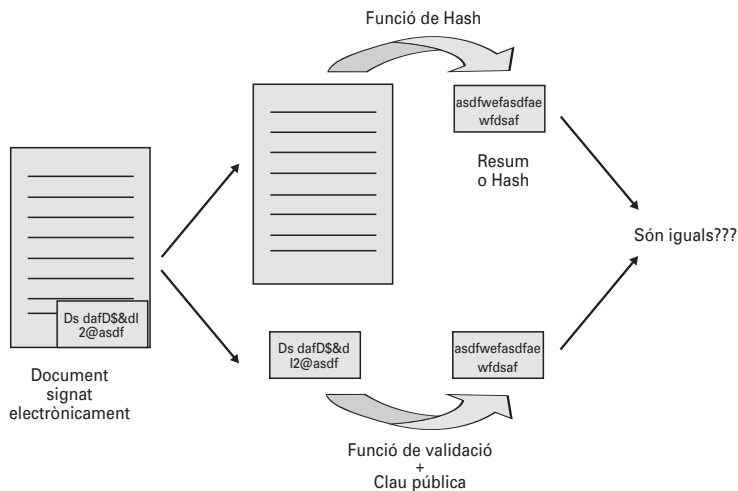 Funció de Hash
asdfwefasdfae
wfdsaf
Resum
o Hash
Són iguals???
Ds dafD$&dl
2@asdf
Document
signat
electrònicament
Ds dafD$&d
l2@asdf
asdfwefasdfae
wfdsaf
Funció de validació
+
Clau pública